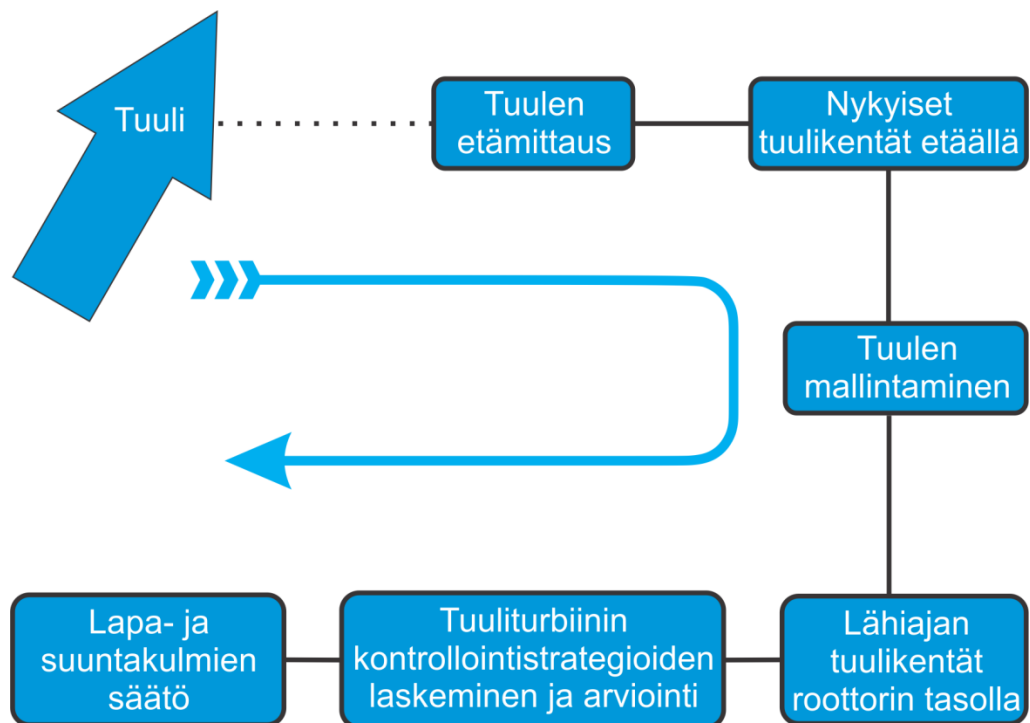 Tuuli
Tuulen
etämittaus
Nykyiset
tuulikentät etäällä
Tuulen
mallintaminen
Lähiajan
tuulikentät
roottorin tasolla
Tuuliturbiinin
kontrollointistrategioiden
laskeminen ja arviointi
Lapa- ja
suuntakulmien
säätö